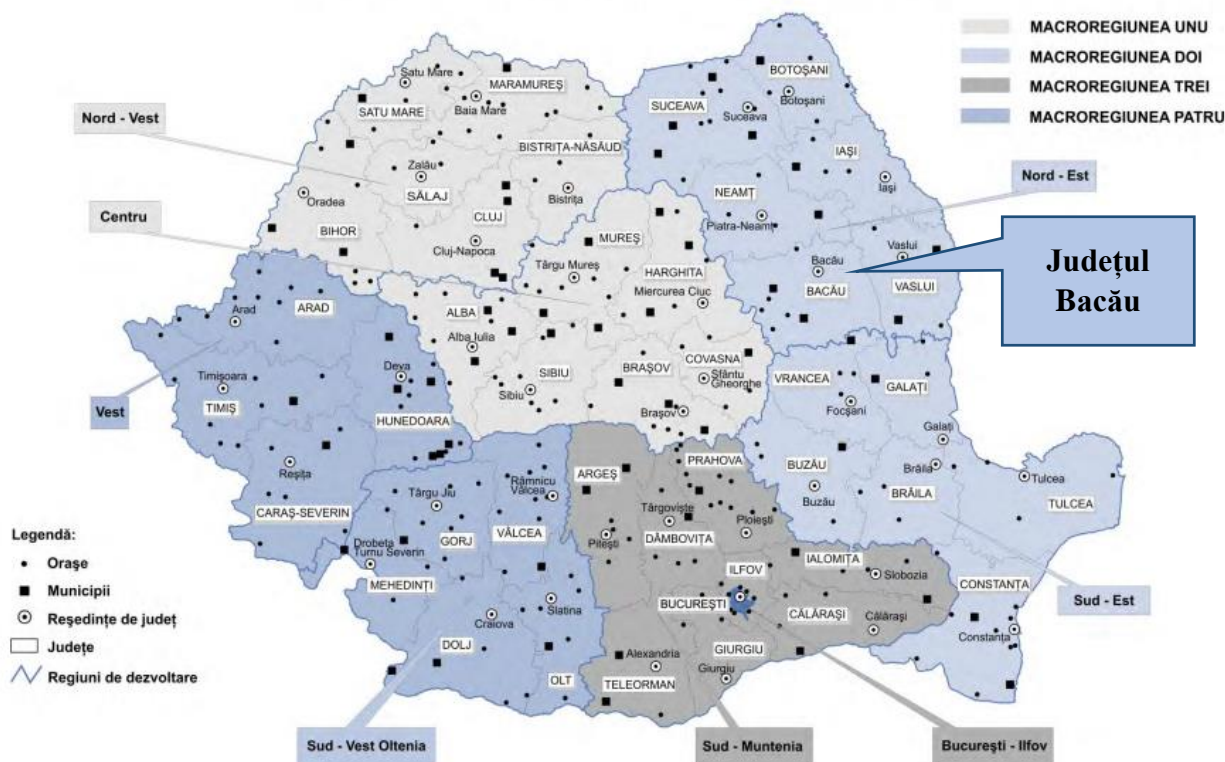 MACROREGIUNEA UNU
MACROREGIUNEA DOI
MACROREGIUNEA TREI
MACROREGIUNEA PATRU
Nord - Vest
Centru
Vest
Nord - Est
Județul
Bacău
Sud - Est
Sud - Vest Oltenia
Sud - Muntenia
București - Ilfov
Satu Mare
SATU MARE
MARAMUREȘ
Baia Mare
BISTRIȚA-NĂSĂUD
Bistrița
Zalău
SĂLAJ
Oradea
BIHOR
CLUJ
Cluj-Napoca
SUCEAVA
Suceava
BOTOȘANI
Botoșani
IAȘI
Iași
NEAMȚ
Piatra-Neamț
Bacău
BACĂU
Vaslui
VASLUI
MUREȘ
Târgu Mureș
HARGHITA
Miercurea Ciuc
ALBA
Alba Iulia
SIBIU
Sibiu
BRAȘOV
Brașov
COVASNA
Sfântu
Gheorghe
ARAD
Arad
Timișoara
TIMIȘ
Deva
HUNEDOARA
Reșița
CARAȘ-SEVERIN
VRANCEA
Focșani
GALAȚI
Galați
BUZĂU
Buzău
Brăila
BRĂILA
Tulcea
TULCEA
CONSTANȚA
Constanța
ARGEȘ
Pitești
PRAHOVA
Ploiești
Târgoviște
DÂMBOVIȚA
ILFOV
BUCUREȘTI
IALOMIȚA
Slobozia
CĂLĂRAȘI
Călărași
GIURGIU
Giurgiu
Alexandria
TELEORMAN
Târgu Jiu
GORJ
Râmnicu
Vâlcea
VÂLCEA
Drobeta
Turnu Severin
MEHEDINȚI
Craiova
DOLJ
Slatina
OLT
Legendă:
Orașe
Municipii
Reședințe de județ
Județe
Regiuni de dezvoltare